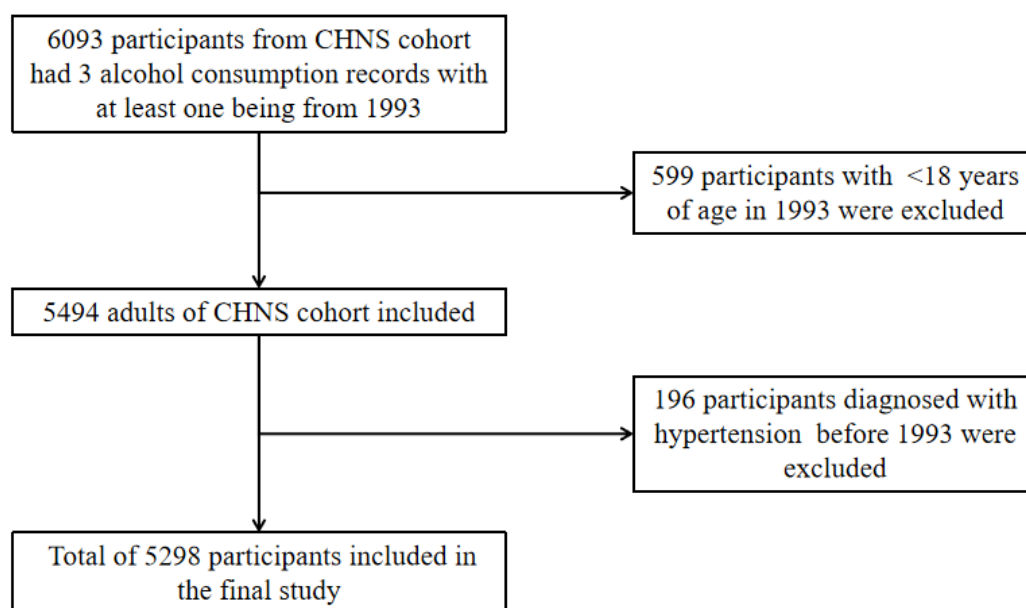 6093 participants from CHNS cohort
had 3 alcohol consumption records with
at least one being from 1993
599 participants with <18 years
of age in 1993 were excluded
5494 adults of CHNS cohort included
196 participants diagnosed with
hypertension before 1993 were
excluded
Total of 5298 participants included in
the final study